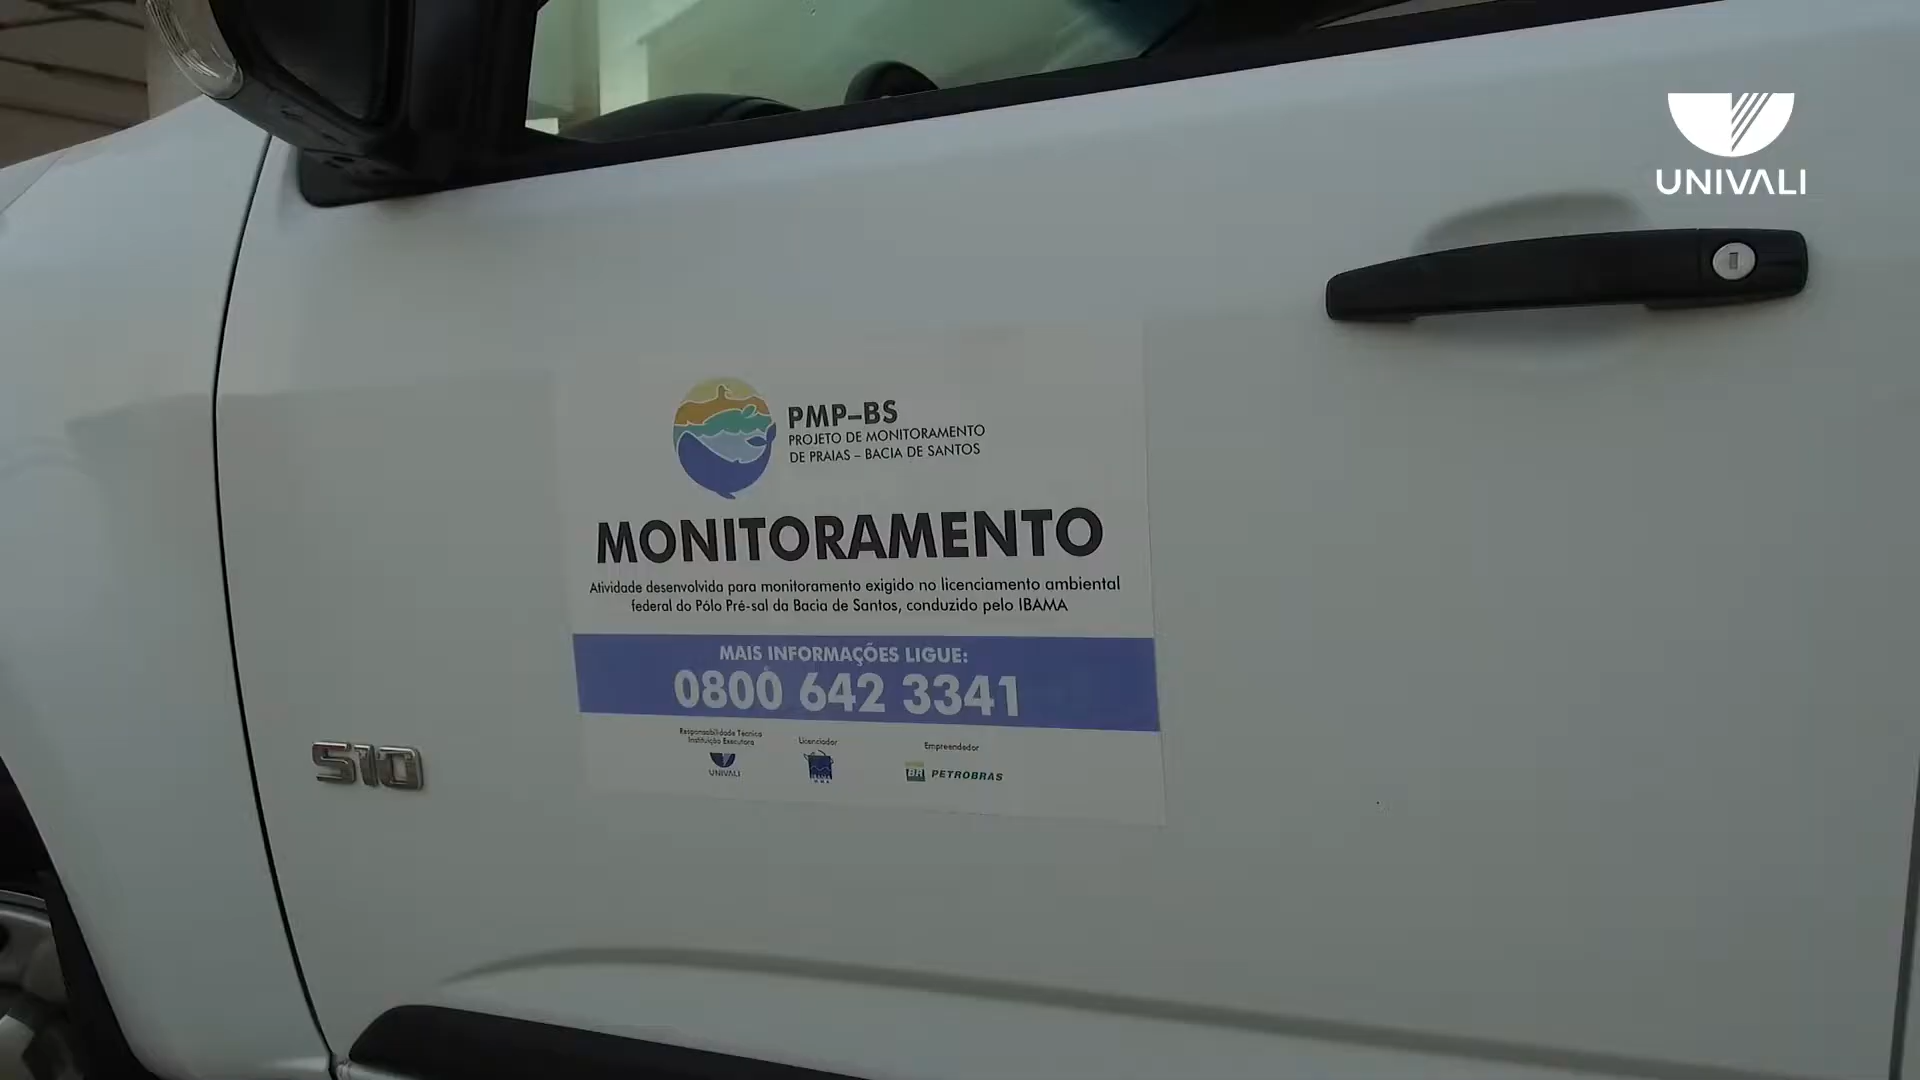 UNIVALI
PMP–BS
PROJETO DE MONITORAMENTO
DE PRAIAS – BACIA DE SANTOS
MONITORAMENTO
Atividade desenvolvida para monitoramento exigido no licenciamento ambiental
federal do Pólo Pré-sal da Bacia de Santos, conduzido pelo IBAMA
MAIS INFORMAÇÕES LIGUE:
0800 642 3341
Responsabilidade Técnica
Instituição Executora
UNIVALI
Licenciador
Empreendedor
BR PETROBRAS
S10